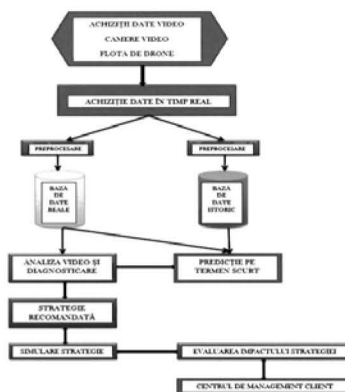 ACHIZIȚII DATE VIDEO
CAMERE VIDEO
FLOTA DE DRONE
ACHIZIȚIE DATE ÎN TIMP REAL
PREPROCESARE
PREPROCESARE
BAZA
DE
DATE
REALE
BAZA
DE
DATE
ISTORIC
ANALIZA VIDEO ȘI
DIAGNOSTICARE
PREDICȚIE PE
TERMEN SCURT
STRATEGIE
RECOMANDATĂ
SIMULARE STRATEGIE
EVALUAREA IMPACTULUI STRATEGIEI
CENTRUL DE MANAGEMENT CLIENT